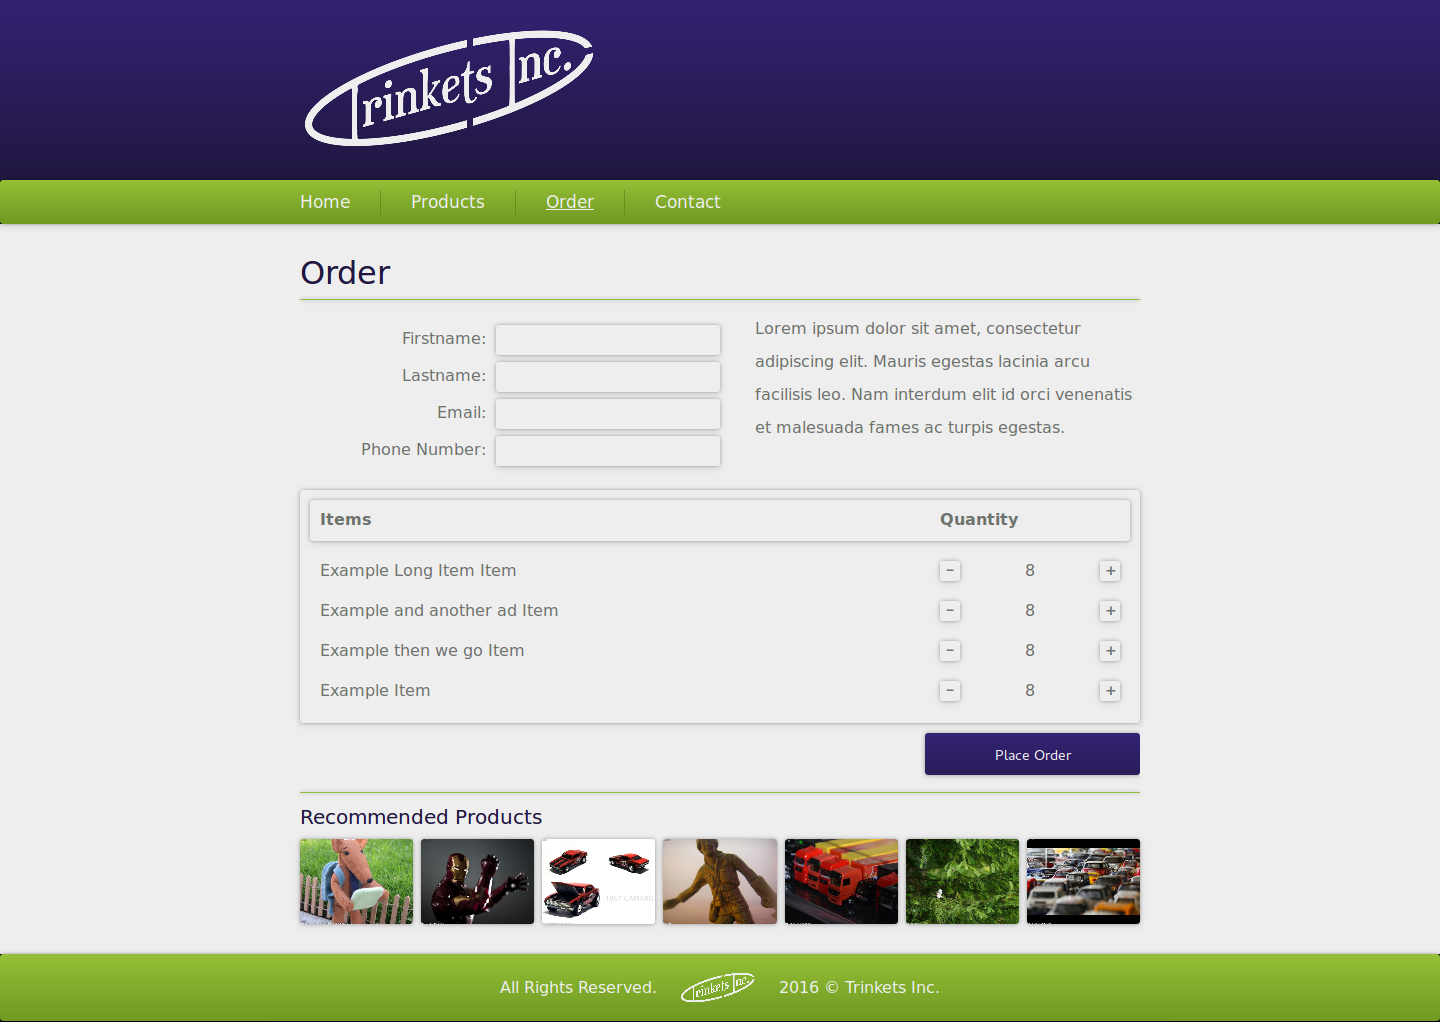 Trinkets Inc.
Home
Products
Order
Contact
Order
Firstname:
Lastname:
Email:
Phone Number:
Lorem ipsum dolor sit amet, consectetur
adipiscing elit. Mauris egestas lacinia arcu
facilisis leo. Nam interdum elit id orci venenatis
et malesuada fames ac turpis egestas.
Items Quantity
Example Long Item Item − 8 +
Example and another ad Item − 8 +
Example then we go Item − 8 +
Example Item − 8 +
Place Order
Recommended Products
1967 CAMARO
All Rights Reserved. Trinkets Inc. 2016 © Trinkets Inc.